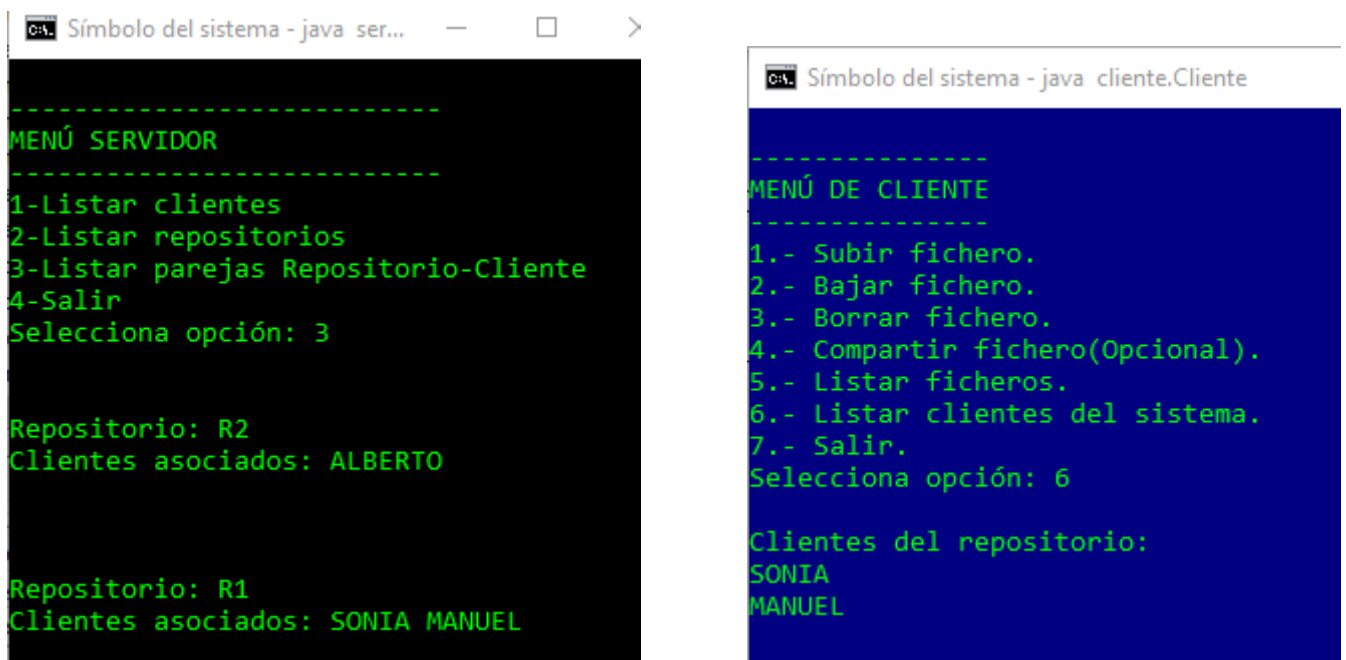 Símbolo del sistema - java ser...
----------------------------
MENÚ SERVIDOR
----------------------------
1-Listar clientes
2-Listar repositorios
3-Listar parejas Repositorio-Cliente
4-Salir
Selecciona opción: 3
Repositorio: R2
Clientes asociados: ALBERTO
Repositorio: R1
Clientes asociados: SONIA MANUEL
Símbolo del sistema - java cliente.Cliente
---------------
MENÚ DE CLIENTE
---------------
1.- Subir fichero.
2.- Bajar fichero.
3.- Borrar fichero.
4.- Compartir fichero(Opcional).
5.- Listar ficheros.
6.- Listar clientes del sistema.
7.- Salir.
Selecciona opción: 6
Clientes del repositorio:
SONIA
MANUEL